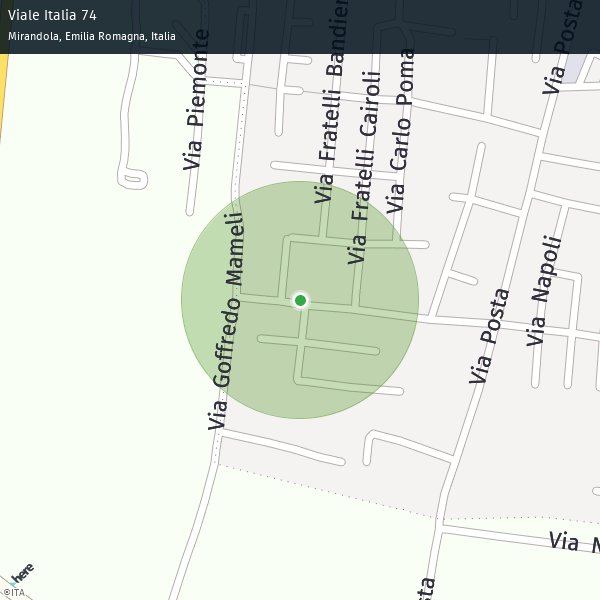 Viale Italia 74
Mirandola, Emilia Romagna, Italia
Via Piemonte
Via Fratelli Bandier
Via Fratelli Cairoli
Via Carlo Poma
Via Posta
Via Goffredo Mameli
Via Posta
Via Napoli
Via M
sta
here
©ITA